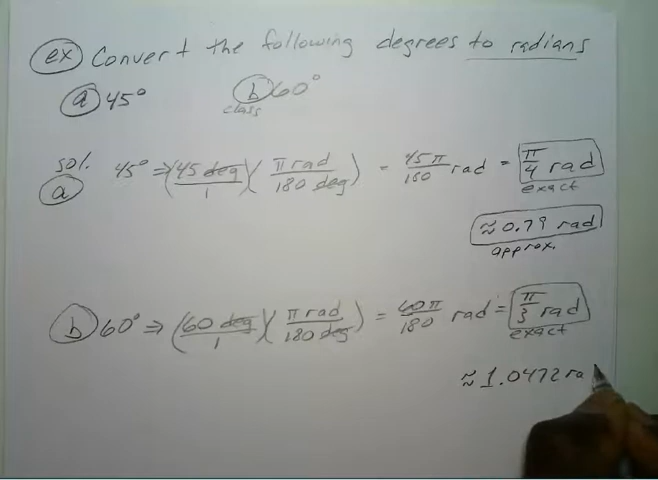 ex Convert the following degrees to radians
a 45° b 60°
class
sol.
a 45° ⇒ (45 deg / 1)(π rad / 180 deg) = 45π / 180 rad = π/4 rad
exact
≈ 0.79 rad
approx.
b 60° ⇒ (60 deg / 1)(π rad / 180 deg) = 60π / 180 rad = π/3 rad
exact
≈ 1.0472 ra